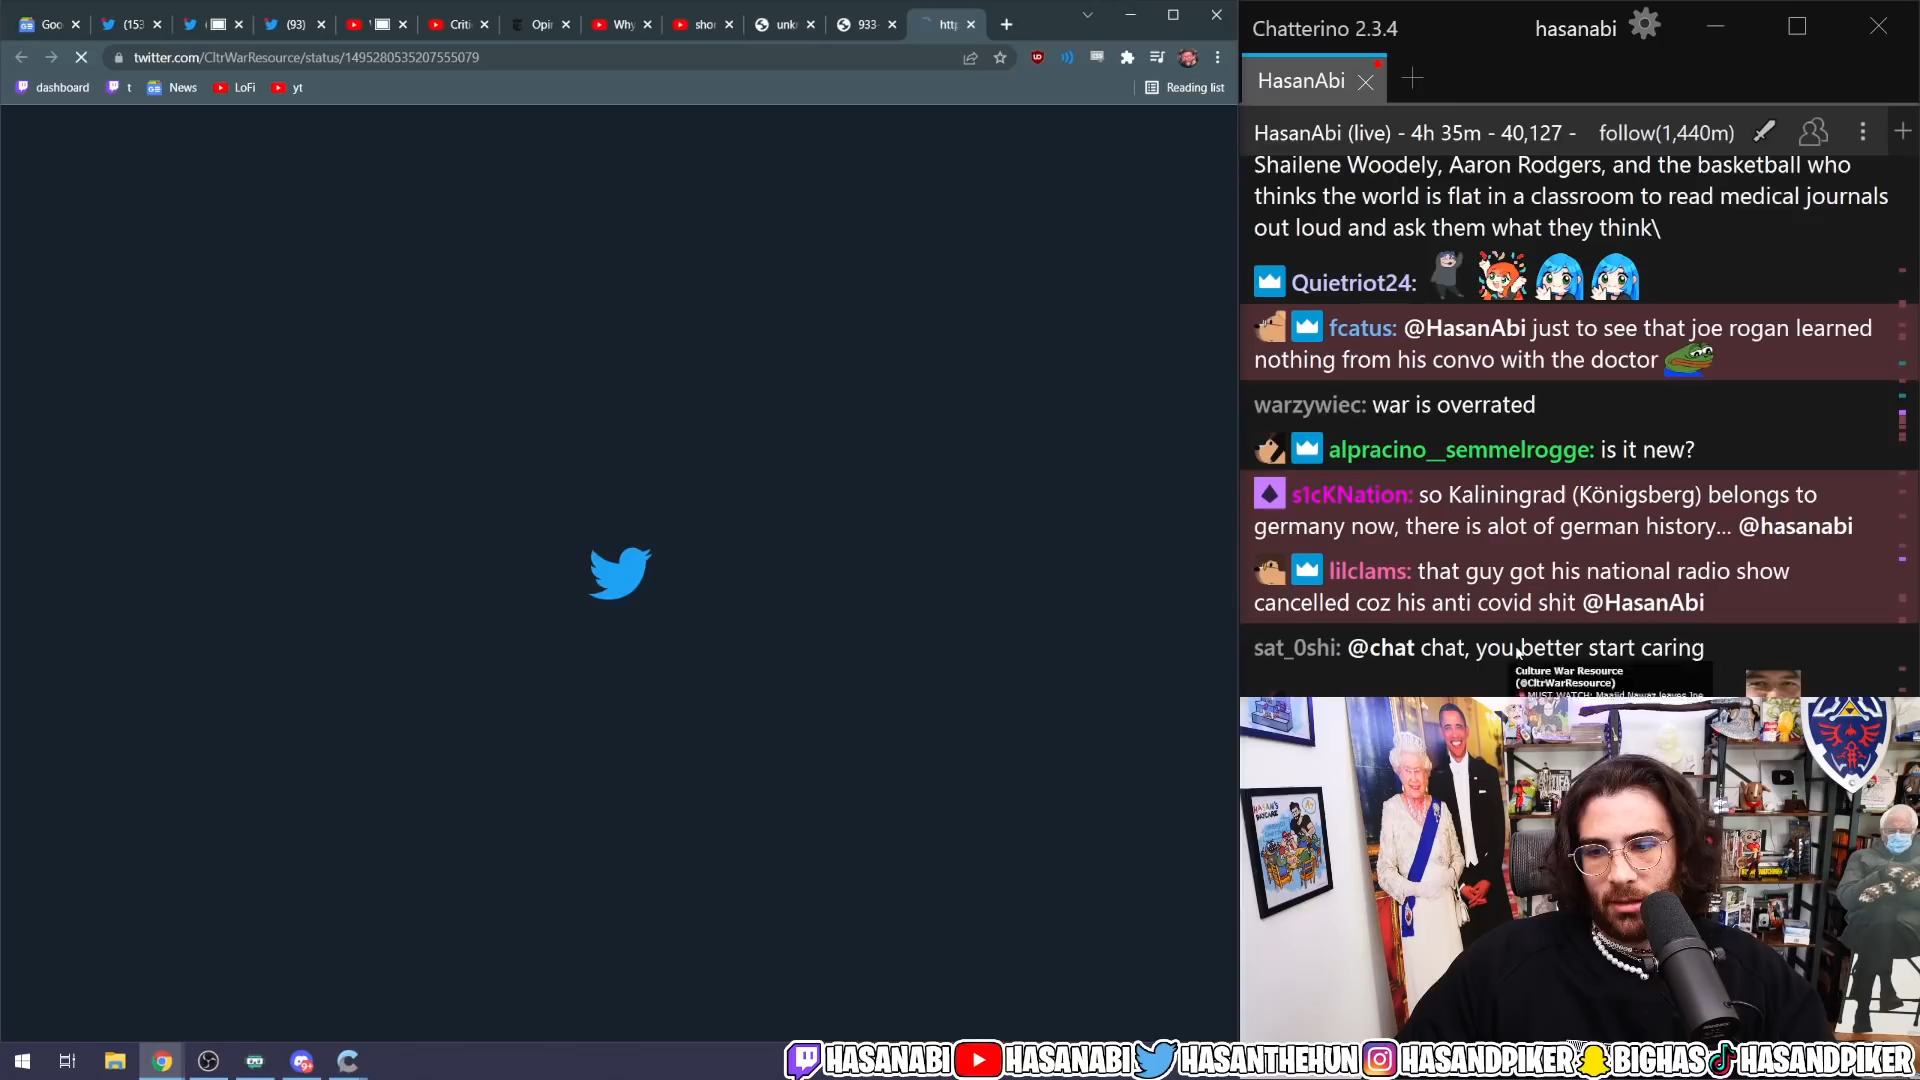 Goo
(153
(93)
Criti
Opir
Why
sho
unk
933-
htt
twitter.com/CltrWarResource/status/1495280535207555079
dashboard
t
News
LoFi
yt
Reading list
Chatterino 2.3.4
hasanabi
HasanAbi
HasanAbi (live) - 4h 35m - 40,127 -
follow(1,440m)
Shailene Woodely, Aaron Rodgers, and the basketball who
thinks the world is flat in a classroom to read medical journals
out loud and ask them what they think\
Quietriot24:
fcatus: @HasanAbi just to see that joe rogan learned
nothing from his convo with the doctor
warzywiec: war is overrated
alpracino__semmelrogge: is it new?
s1cKNation: so Kaliningrad (Königsberg) belongs to
germany now, there is alot of german history... @hasanabi
lilclams: that guy got his national radio show
cancelled coz his anti covid shit @HasanAbi
sat_0shi: @chat chat, you better start caring
Culture War Resource
(@CltrWarResource)
MUST WATCH: Maajid Nawaz leaves Joe
HASAN'S
DAYCARE
A+
HASANABI
HASANABI
HASANTHEHUN
HASANDPIKER
BIGHAS
HASANDPIKER